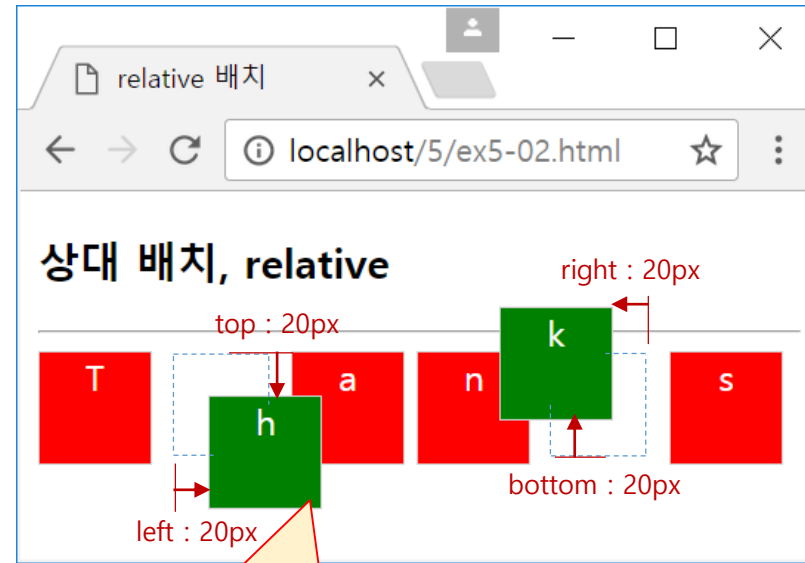 relative 배치
localhost/5/ex5-02.html
상대 배치, relative
right : 20px
top : 20px
T
h
a
n
k
s
bottom : 20px
left : 20px